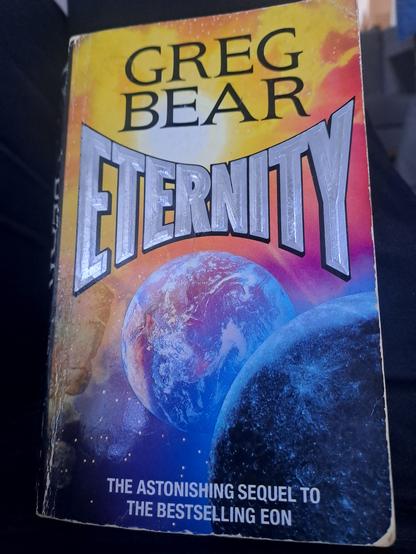 GREG
BEAR
ETERNITY
THE ASTONISHING SEQUEL TO
THE BESTSELLING EON